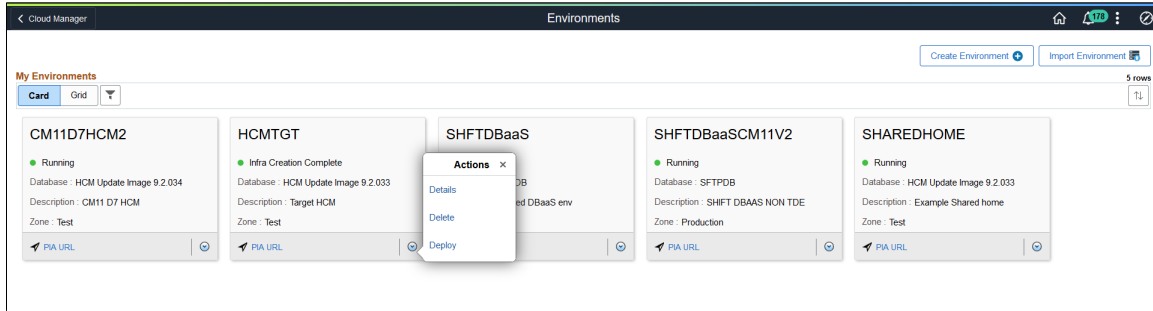 Cloud Manager
Environments
178
Create Environment
Import Environment
My Environments
5 rows
Card
Grid
CM11D7HCM2
Running
Database : HCM Update Image 9.2.034
Description : CM11 D7 HCM
Zone : Test
PIA URL
HCMTGT
Infra Creation Complete
Database : HCM Update Image 9.2.033
Description : Target HCM
Zone : Test
PIA URL
Actions ×
Details
Delete
Deploy
SHFTDBaaS
DB
ed DBaaS env
SHFTDBaaSCM11V2
Running
Database : SFTPDB
Description : SHIFT DBAAS NON TDE
Zone : Production
PIA URL
SHAREDHOME
Running
Database : HCM Update Image 9.2.033
Description : Example Shared home
Zone : Test
PIA URL